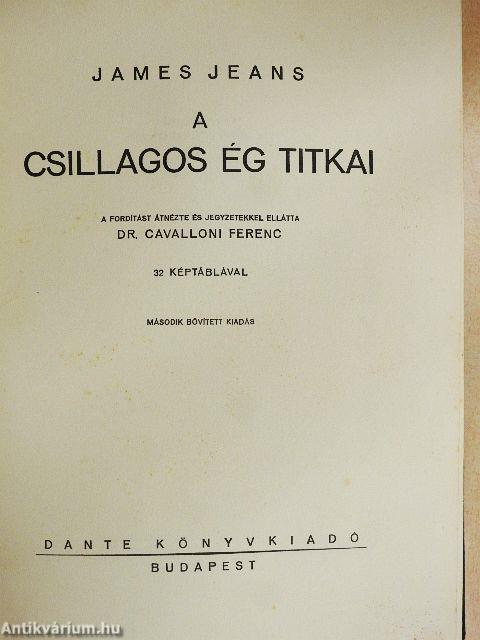 JAMES JEANS
A
CSILLAGOS ÉG TITKAI
A FORDÍTÁST ÁTNÉZTE ÉS JEGYZETEKKEL ELLÁTTA
DR. CAVALLONI FERENC
32 KÉPTÁBLÁVAL
MÁSODIK BŐVÍTETT KIADÁS
DANTE KÖNYVKIADÓ
BUDAPEST
Antikvárium.hu